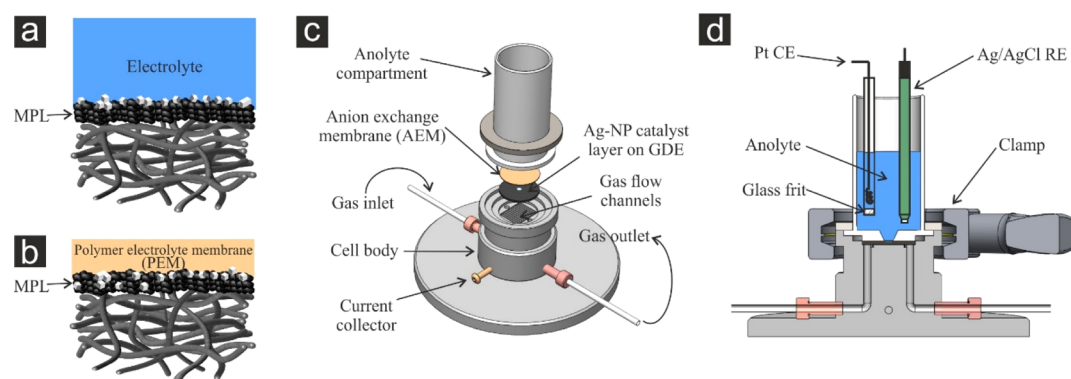 a
Electrolyte
MPL
b
Polymer electrolyte membrane
(PEM)
MPL
c
Anolyte
compartment
Anion exchange
membrane (AEM)
Ag-NP catalyst
layer on GDE
Gas flow
channels
Gas inlet
Cell body
Gas outlet
Current
collector
d
Pt CE
Ag/AgCl RE
Anolyte
Clamp
Glass frit